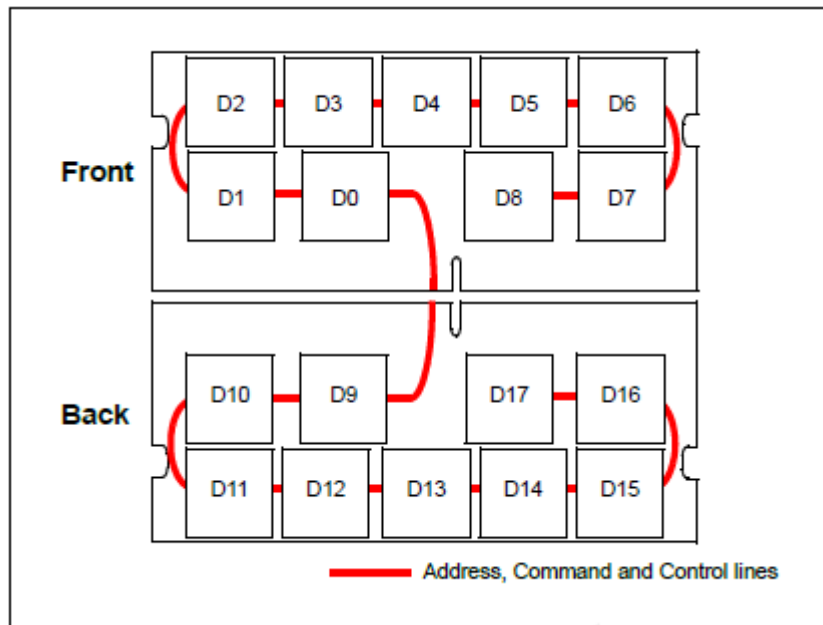 D2 D3 D4 D5 D6
Front
D1 D0 D8 D7
D10 D9 D17 D16
Back
D11 D12 D13 D14 D15
Address, Command and Control lines